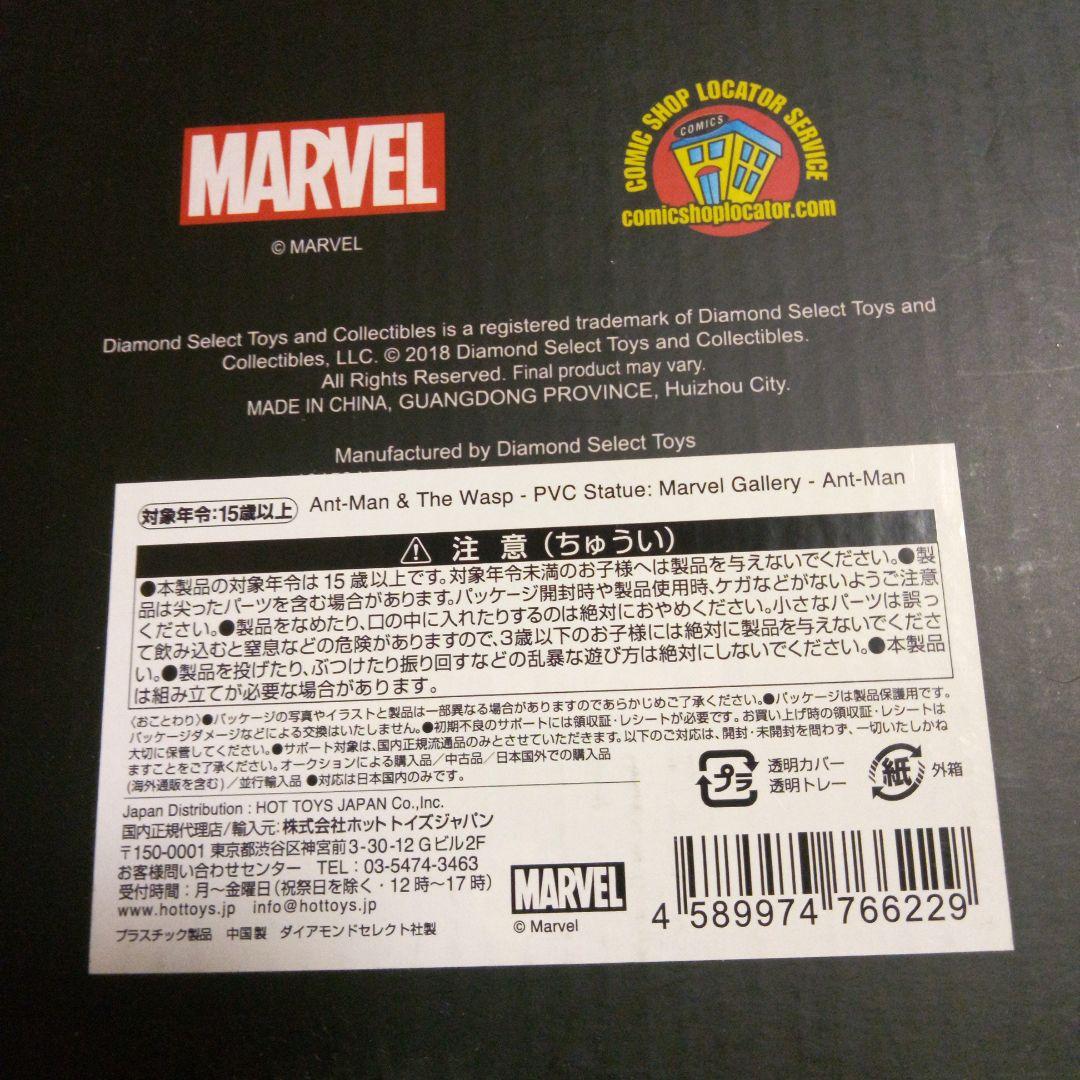 MARVEL
© MARVEL
COMIC SHOP LOCATOR SERVICE
COMICS
comicshoplocator.com
Diamond Select Toys and Collectibles is a registered trademark of Diamond Select Toys and
Collectibles, LLC. © 2018 Diamond Select Toys and Collectibles.
All Rights Reserved. Final product may vary.
MADE IN CHINA, GUANGDONG PROVINCE, Huizhou City.
Manufactured by Diamond Select Toys
対象年令:15歳以上 Ant-Man & The Wasp - PVC Statue: Marvel Gallery - Ant-Man
⚠ 注 意 (ちゅうい)
●本製品の対象年令は15歳以上です。対象年令未満のお子様へは製品を与えないでください。●製
品は尖ったパーツを含む場合があります。パッケージ開封時や製品使用時、ケガなどがないようご注意
ください。●製品をなめたり、口の中に入れたりするのは絶対におやめください。小さなパーツは誤っ
て飲み込むと窒息などの危険がありますので、3歳以下のお子様には絶対に製品を与えないでくださ
い。●製品を投げたり、ぶつけたり振り回すなどの乱暴な遊び方は絶対にしないでください。●本製品
は組み立てが必要な場合があります。
〈おことわり〉●パッケージの写真やイラストと製品は一部異なる場合がありますのであらかじめご了承ください。●パッケージは製品保護用です。
パッケージダメージなどによる交換はいたしません。●初期不良のサポートには領収証・レシートが必要です。お買い上げ時の領収証・レシートは
大切に保管してください。●サポート対象は、国内正規流通品のみとさせていただきます。以下のご対応は、開封・未開封を問わず、一切いたしかね
ますことをご了承ください。オークションによる購入品/中古品/日本国外での購入品
(海外通販を含む)/並行輸入品 ●対応は日本国内のみです。
プラ 透明カバー
透明トレー
紙 外箱
Japan Distribution : HOT TOYS JAPAN Co.,Inc.
国内正規代理店/輸入元:株式会社ホットトイズジャパン
〒150-0001 東京都渋谷区神宮前3-30-12 Gビル2F
お客様問い合わせセンター TEL : 03-5474-3463
受付時間：月～金曜日(祝祭日を除く・12時～17時)
www.hottoys.jp info@hottoys.jp
プラスチック製品 中国製 ダイアモンドセレクト社製
MARVEL
© Marvel
4 589974 766229